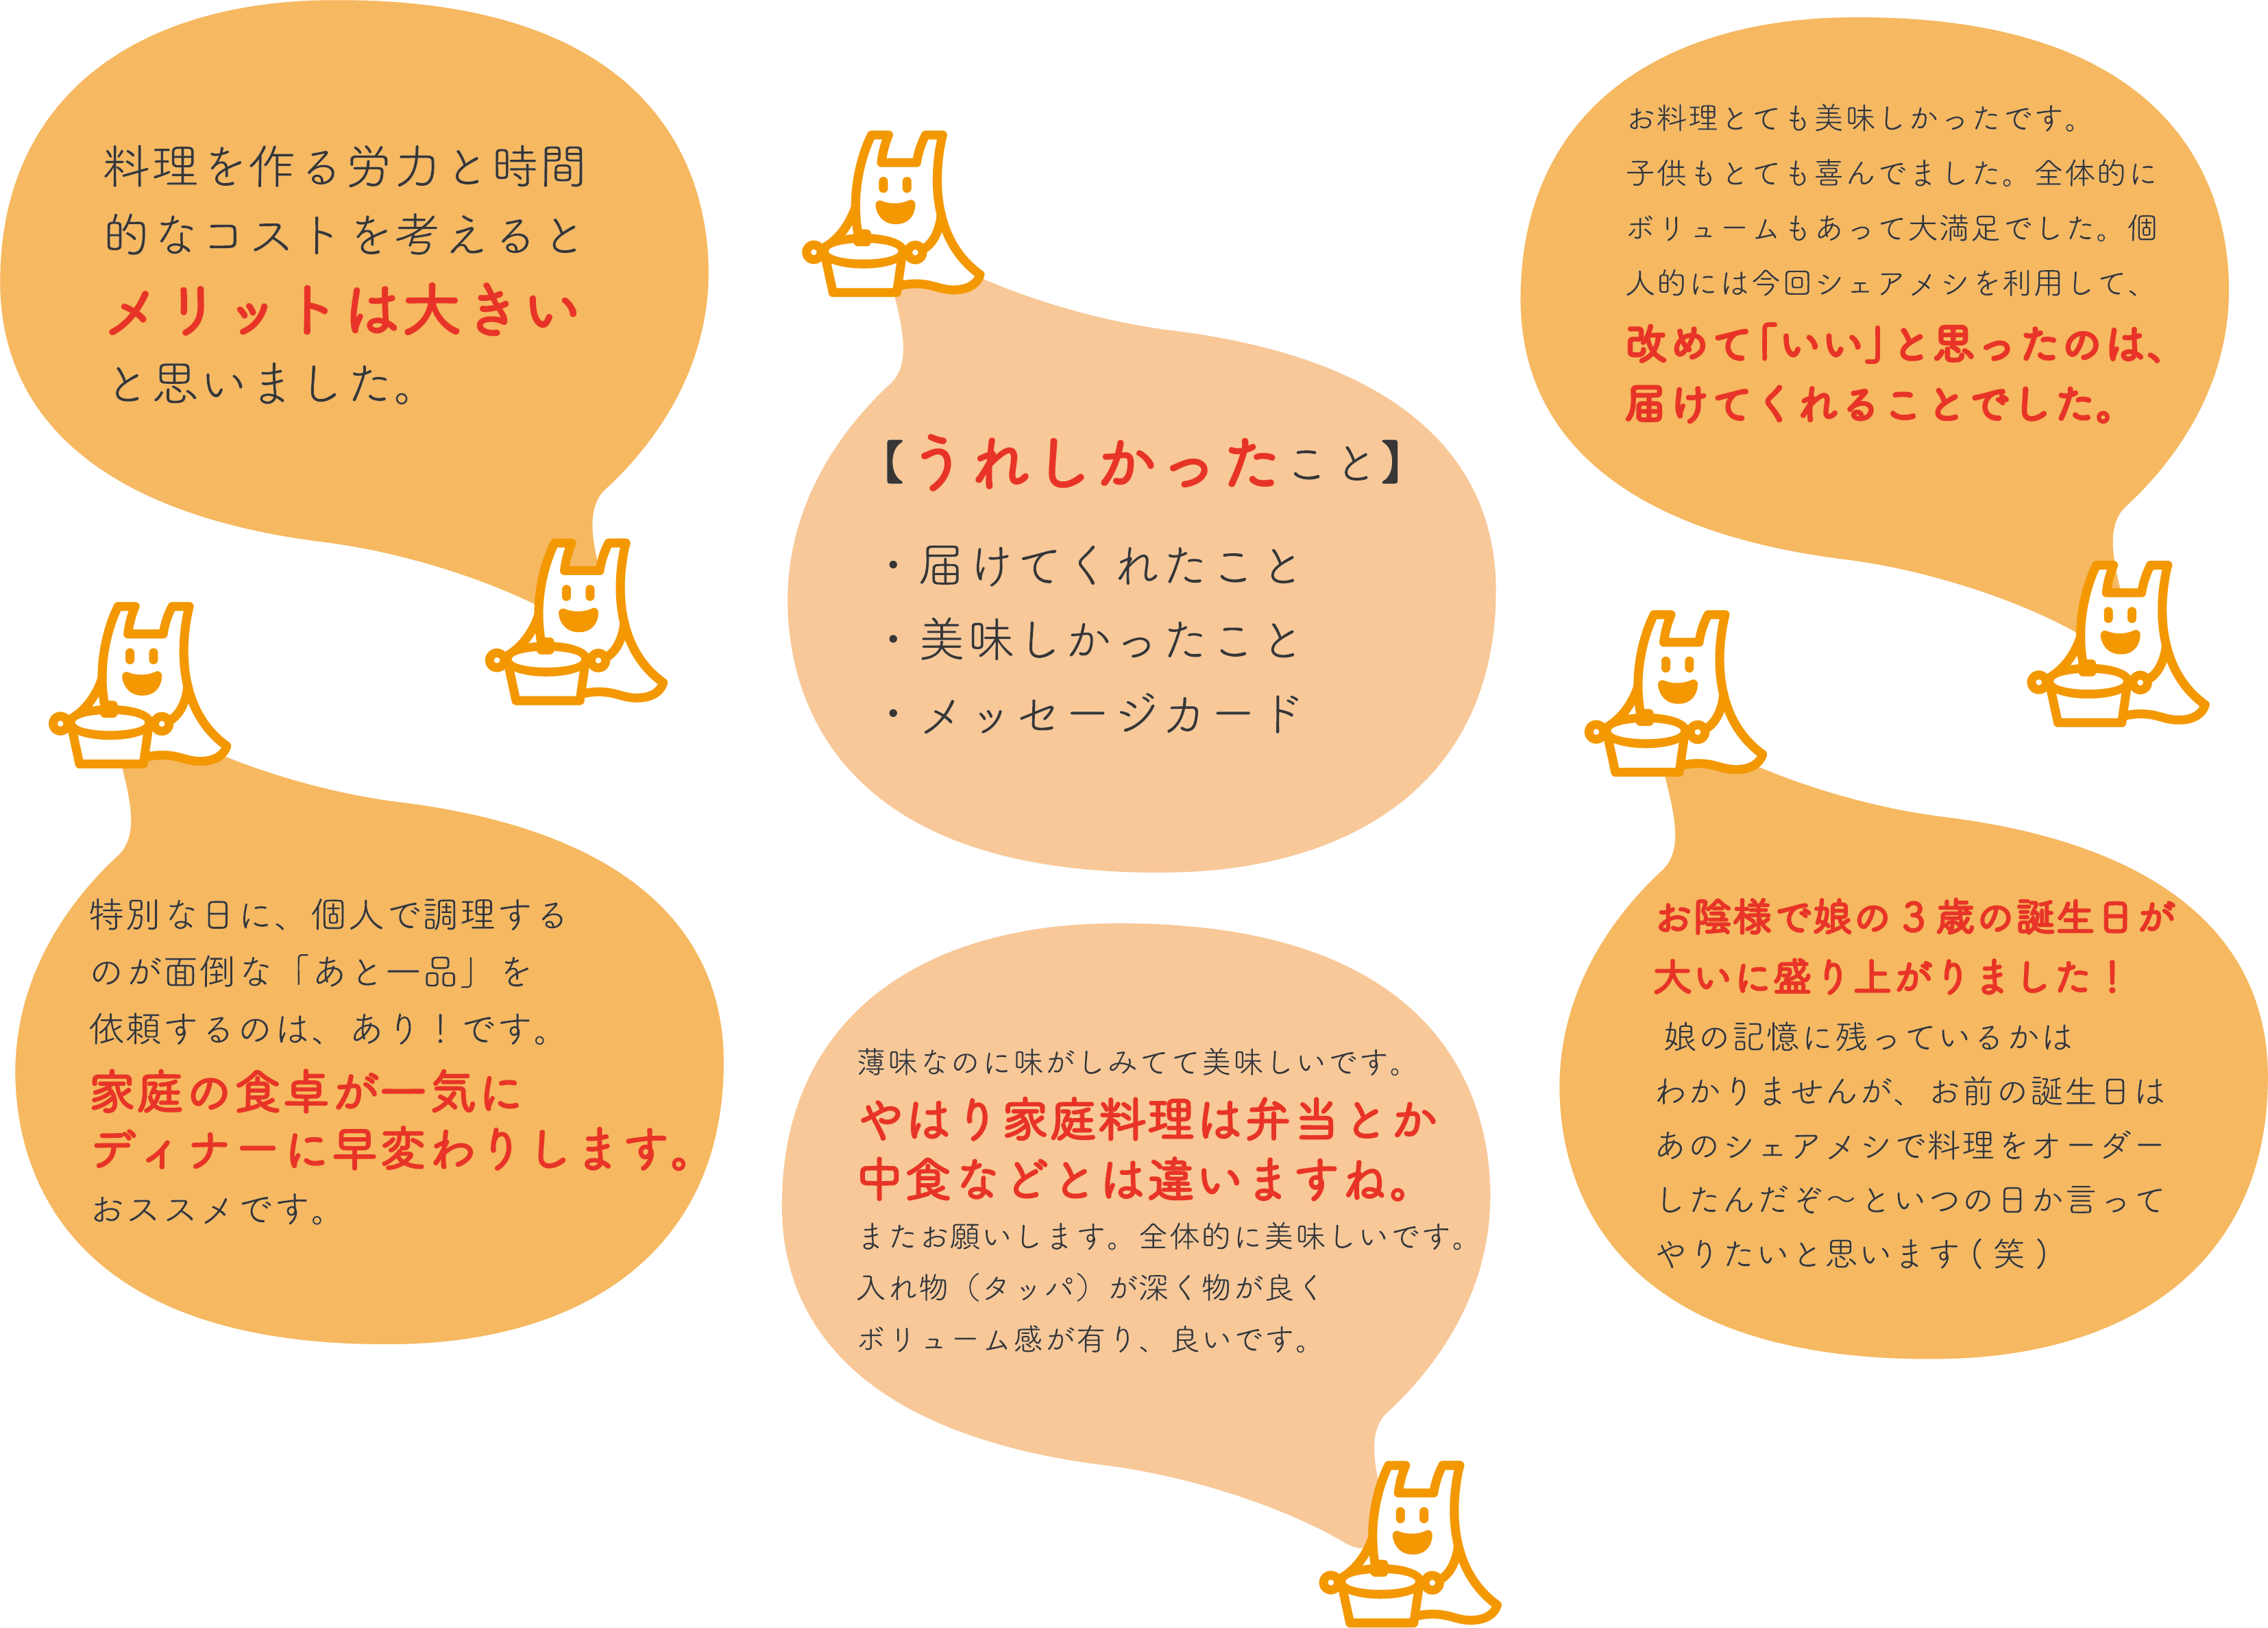 料理を作る労力と時間
的なコストを考えると
メリットは大きい
と思いました。
【うれしかったこと】
・届けてくれたこと
・美味しかったこと
・メッセージカード
お料理とても美味しかったです。
子供もとても喜んでました。全体的に
ボリュームもあって大満足でした。個
人的には今回シェアメシを利用して、
改めて「いい」と思ったのは、
届けてくれることでした。
特別な日に、個人で調理する
のが面倒な「あと一品」を
依頼するのは、あり！です。
家庭の食卓が一気に
ディナーに早変わりします。
おススメです。
薄味なのに味がしみてて美味しいです。
やはり家庭料理は弁当とか
中食などとは違いますね。
またお願いします。全体的に美味しいです。
入れ物（タッパ）が深く物が良く
ボリューム感が有り、良いです。
お陰様で娘の３歳の誕生日が
大いに盛り上がりました！
娘の記憶に残っているかは
わかりませんが、お前の誕生日は
あのシェアメシで料理をオーダー
したんだぞ〜といつの日か言って
やりたいと思います(笑)